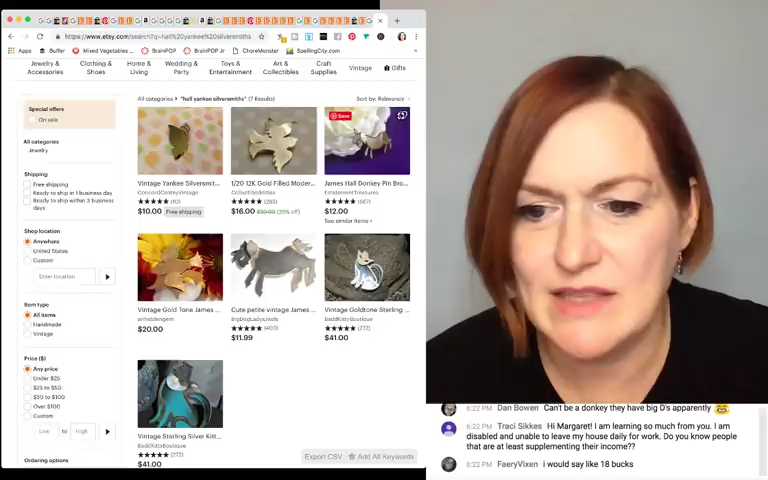 https://www.etsy.com/search?q=hall%20yankee%20silversmiths
Apps Buffer Mixed Vegetables ... BrainPOP BrainPOP Jr ChoreMonster SpellingCity.com
Jewelry & Accessories
Clothing & Shoes
Home & Living
Wedding & Party
Toys & Entertainment
Art & Collectibles
Craft Supplies
Vintage
Gifts
Special offers
On sale
All categories
Jewelry
Shipping
Free shipping
Ready to ship in 1 business day
Ready to ship within 3 business days
Shop location
Anywhere
United States
Custom
Enter location
Item type
All items
Handmade
Vintage
Price ($)
Any price
Under $25
$25 to $50
$50 to $100
Over $100
Custom
Low to High
Ordering options
All categories "hall yankee silversmiths" (7 Results)
Sort by: Relevancy
Save
Vintage Yankee Silversmit...
ConcordCenteyVintage
$10.00 Free shipping
1/20 12K Gold Filled Moder...
(265)
$16.00 $20.00 (20% off)
James Hall Donkey Pin Bro...
(567)
$12.00
See similar items
Vintage Gold Tone James ...
$20.00
Cute petite vintage James ...
BigDogLadysJools
(400)
$11.99
Vintage Goldtone Sterling ...
BaddKittyBoutique
(272)
$41.00
Vintage Sterling Silver Kitt...
BaddKittyBoutique
(272)
$41.00
Export CSV Add All Keywords
6:22 PM Dan Bowen Can't be a donkey they have big D's apparently
6:22 PM Traci Sikkes Hi Margaret! I am learning so much from you. I am
disabled and unable to leave my house daily for work. Do you know people
that are at least supplementing their income??
6:22 PM FaeryVixen i would say like 18 bucks